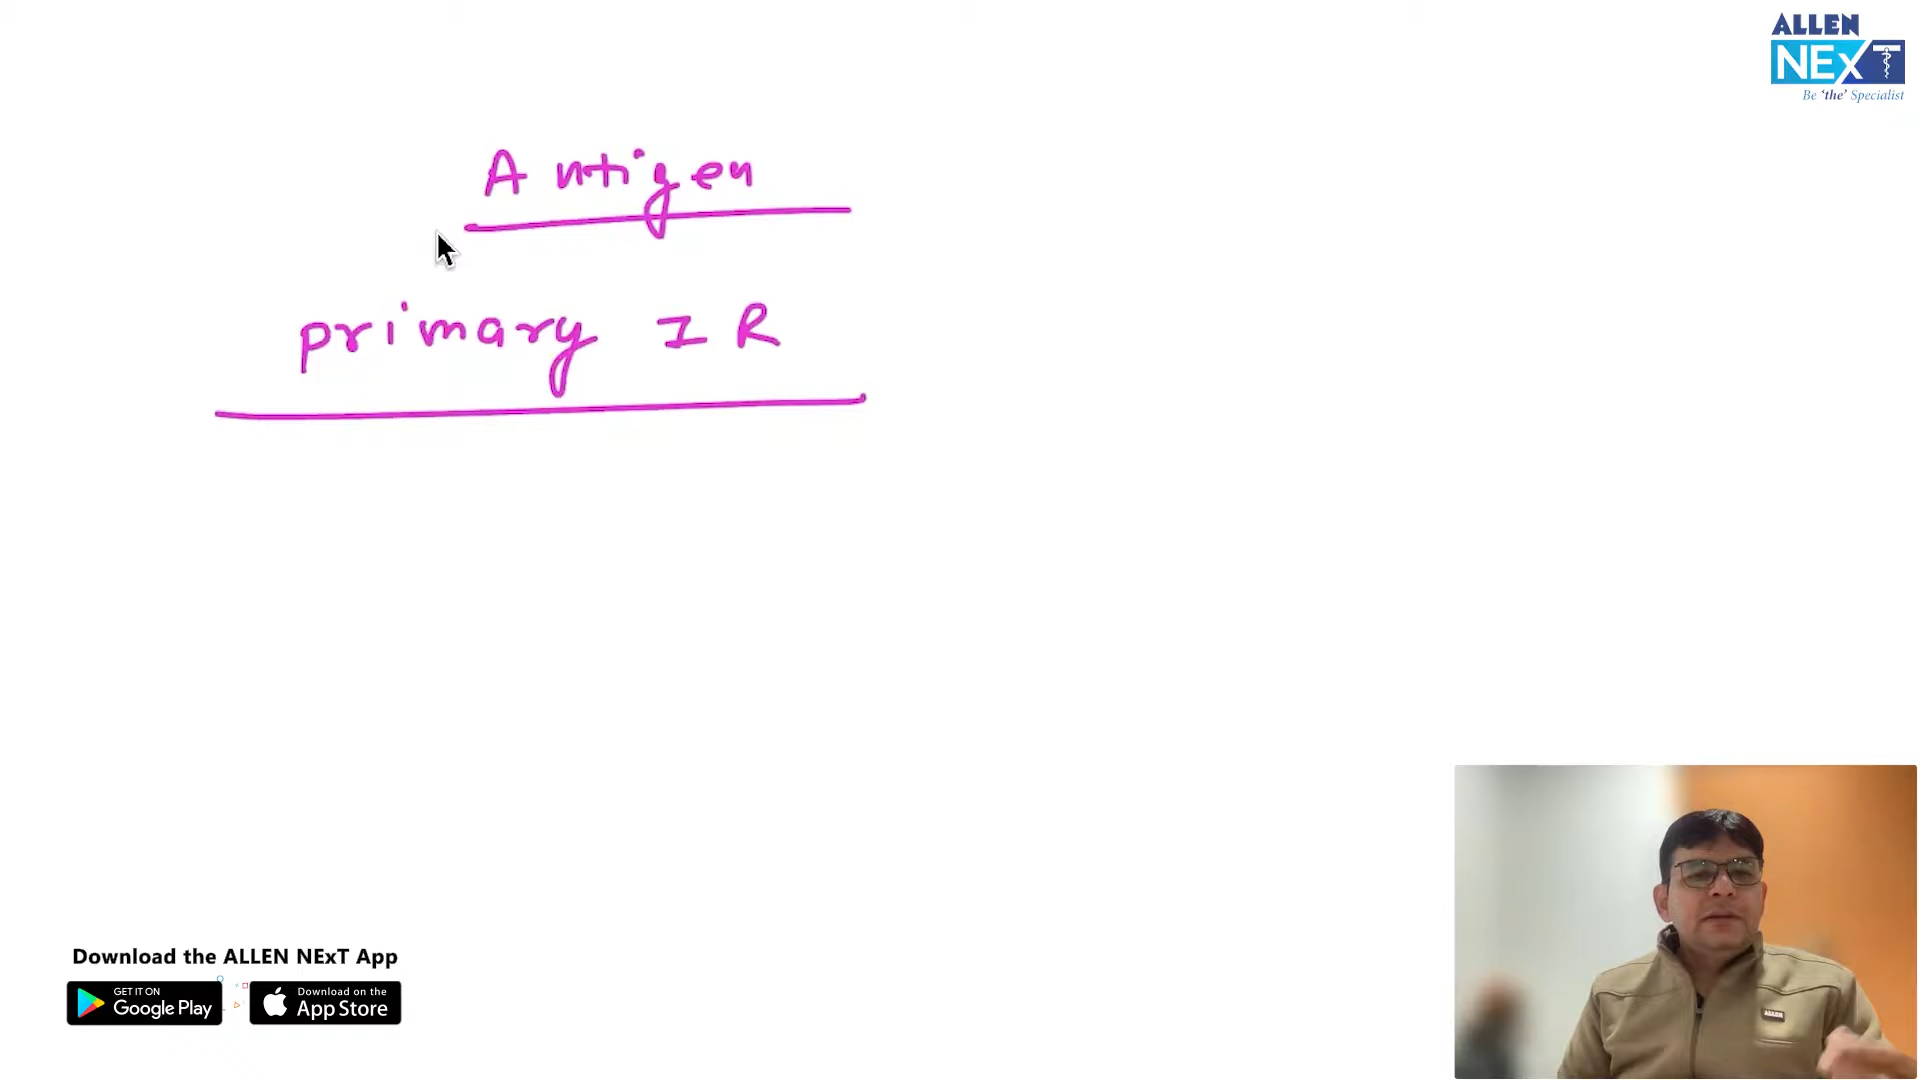 ALLEN
NExT
Be 'the' Specialist
Antigen
primary IR
Download the ALLEN NExT App
GET IT ON
Google Play
Download on the
App Store
ALLEN